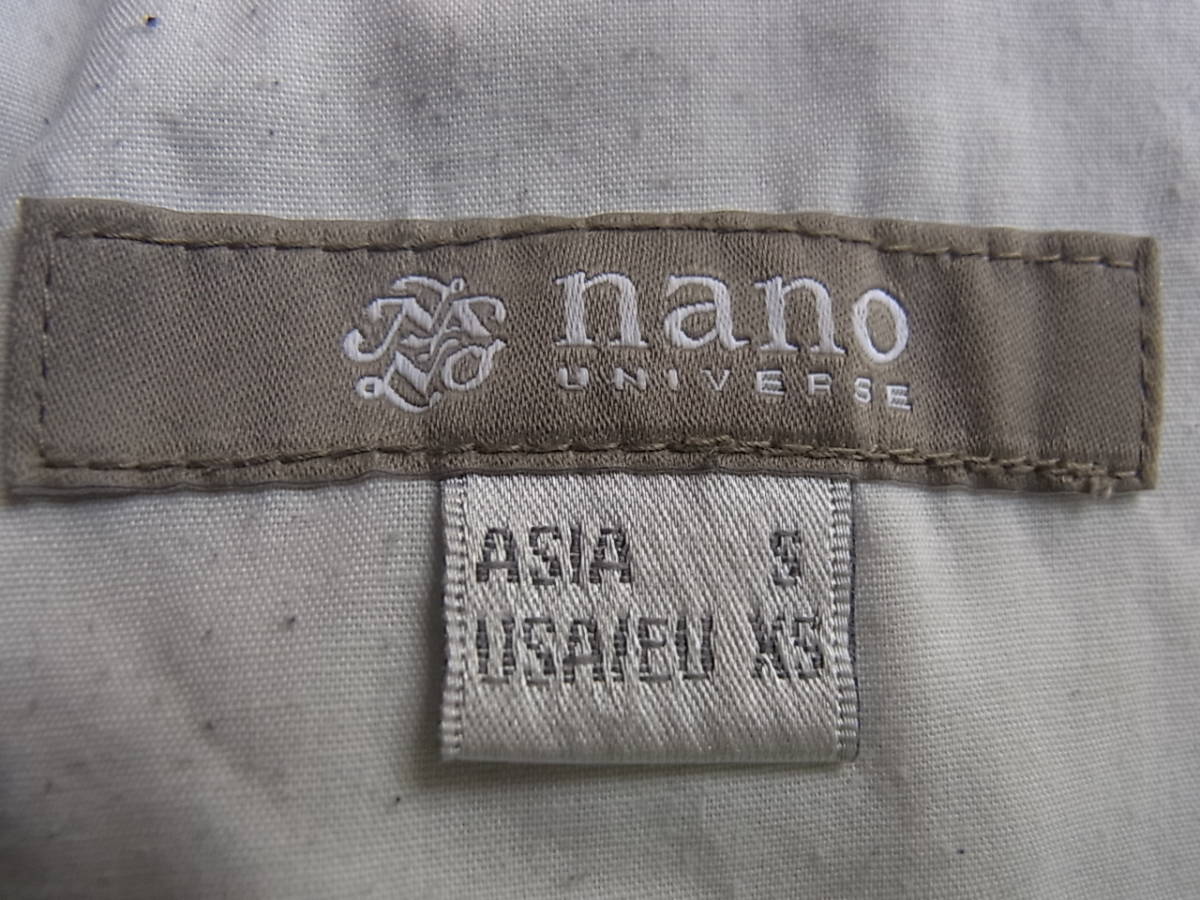 nano
UNIVERSE
ASIA S
USA/EU XS